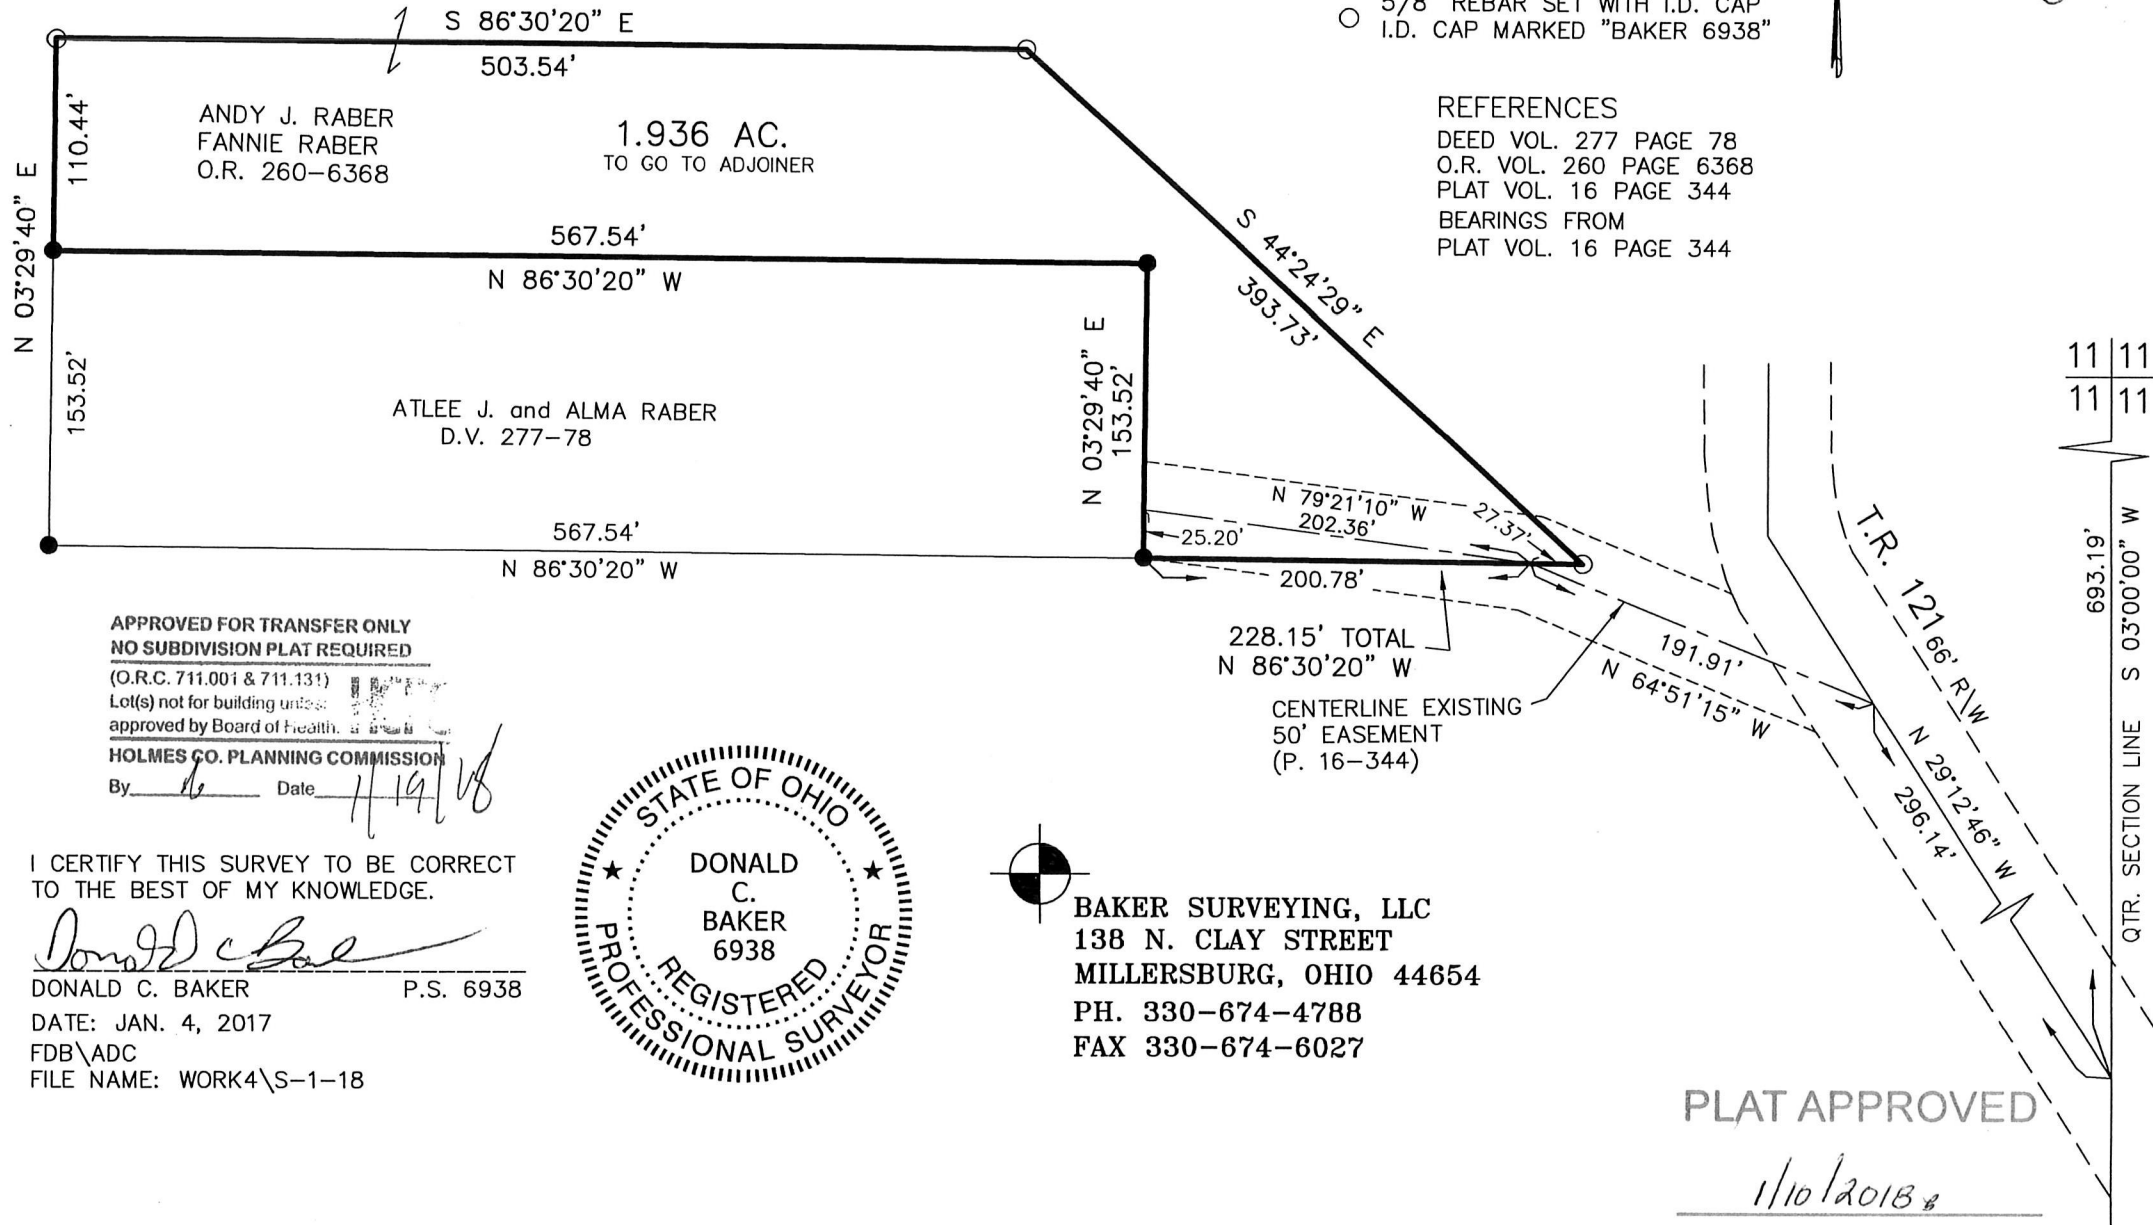 S 86°30'20" E
503.54'
110.44'
N 03°29'40" E
153.52'
ANDY J. RABER
FANNIE RABER
O.R. 260-6368
1.936 AC.
TO GO TO ADJOINER
567.54'
N 86°30'20" W
S 44°24'29" E
393.73'
5/8" REBAR SET WITH I.D. CAP
I.D. CAP MARKED "BAKER 6938"
REFERENCES
DEED VOL. 277 PAGE 78
O.R. VOL. 260 PAGE 6368
PLAT VOL. 16 PAGE 344
BEARINGS FROM
PLAT VOL. 16 PAGE 344
ATLEE J. and ALMA RABER
D.V. 277-78
N 03°29'40" E
153.52'
567.54'
N 86°30'20" W
N 79°21'10" W
202.36'
27.37'
25.20'
200.78'
228.15' TOTAL
N 86°30'20" W
CENTERLINE EXISTING
50' EASEMENT
(P. 16-344)
191.91'
N 64°51'15" W
T.R. 121 66' R\W
N 29°12'46" W
296.14'
11 11
11 11
693.19'
QTR. SECTION LINE S 03°00'00" W
APPROVED FOR TRANSFER ONLY
NO SUBDIVISION PLAT REQUIRED
(O.R.C. 711.001 & 711.131)
Lot(s) not for building unless
approved by Board of Health.
HOLMES CO. PLANNING COMMISSION
By Date 1/19/18
I CERTIFY THIS SURVEY TO BE CORRECT
TO THE BEST OF MY KNOWLEDGE.
Donald C Baker
DONALD C. BAKER P.S. 6938
DATE: JAN. 4, 2017
FDB\ADC
FILE NAME: WORK4\S-1-18
STATE OF OHIO
DONALD
C.
BAKER
6938
REGISTERED
PROFESSIONAL SURVEYOR
BAKER SURVEYING, LLC
138 N. CLAY STREET
MILLERSBURG, OHIO 44654
PH. 330-674-4788
FAX 330-674-6027
PLAT APPROVED
1/10/2018